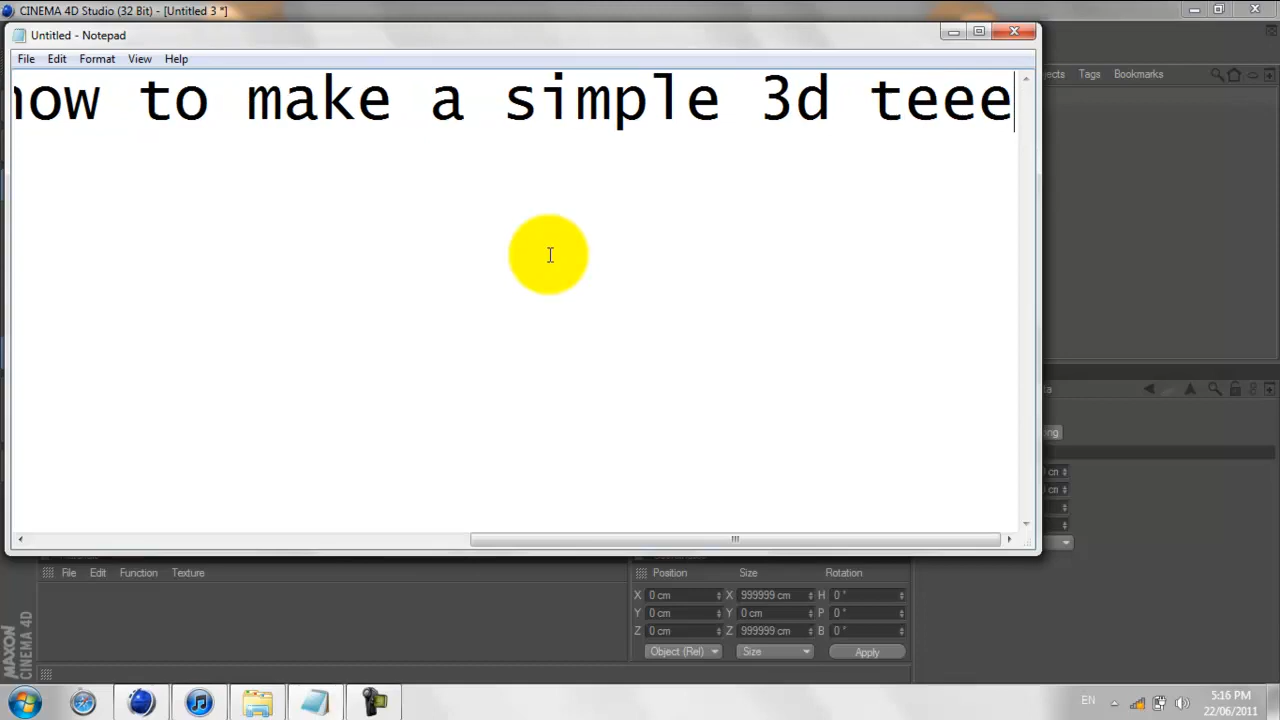 CINEMA 4D Studio (32 Bit) - [Untitled 3 *]
Untitled - Notepad
File Edit Format View Help
Tags Bookmarks
how to make a simple 3d teee
File Edit Function Texture
Position Size Rotation
X 0 cm X 999999 cm H 0 °
Y 0 cm Y 0 cm P 0 °
Z 0 cm Z 999999 cm B 0 °
Object (Rel) Size Apply
MAXON
CINEMA 4D
EN
5:16 PM
22/06/2011